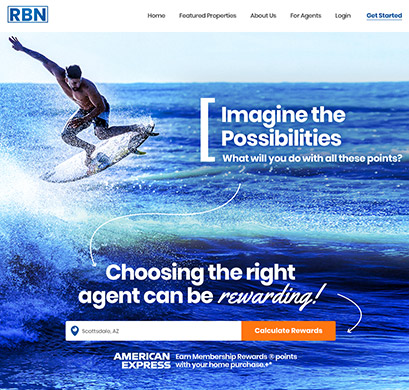 RBN
Home Featured Properties About Us For Agents Login Get Started
Imagine the
Possibilities
What will you do with all these points?
Choosing the right
agent can be rewarding!
Scottsdale, AZ
Calculate Rewards
AMERICAN
EXPRESS
Earn Membership Rewards ® points
with your home purchase.+*